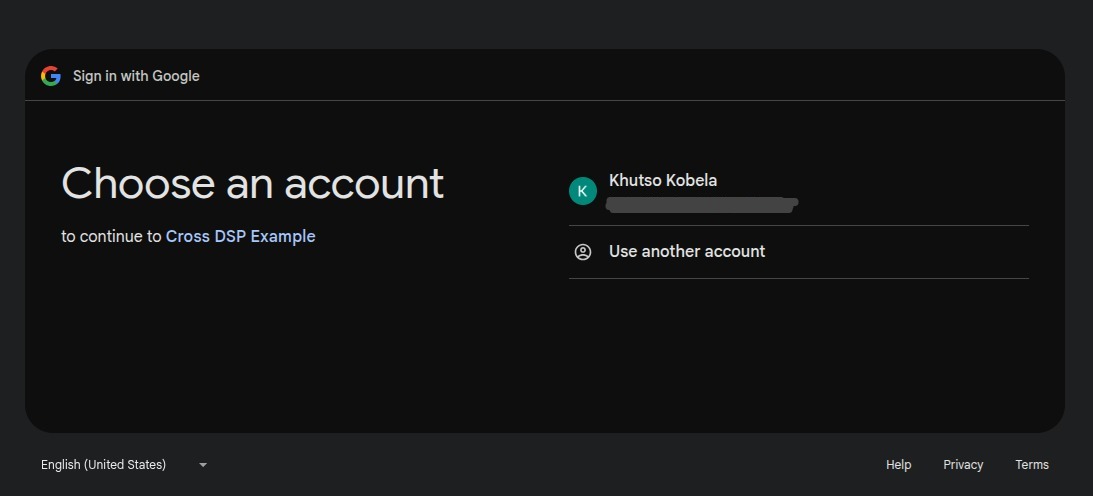 Sign in with Google
Choose an account
to continue to Cross DSP Example
K
Khutso Kobela
Use another account
English (United States)
Help
Privacy
Terms